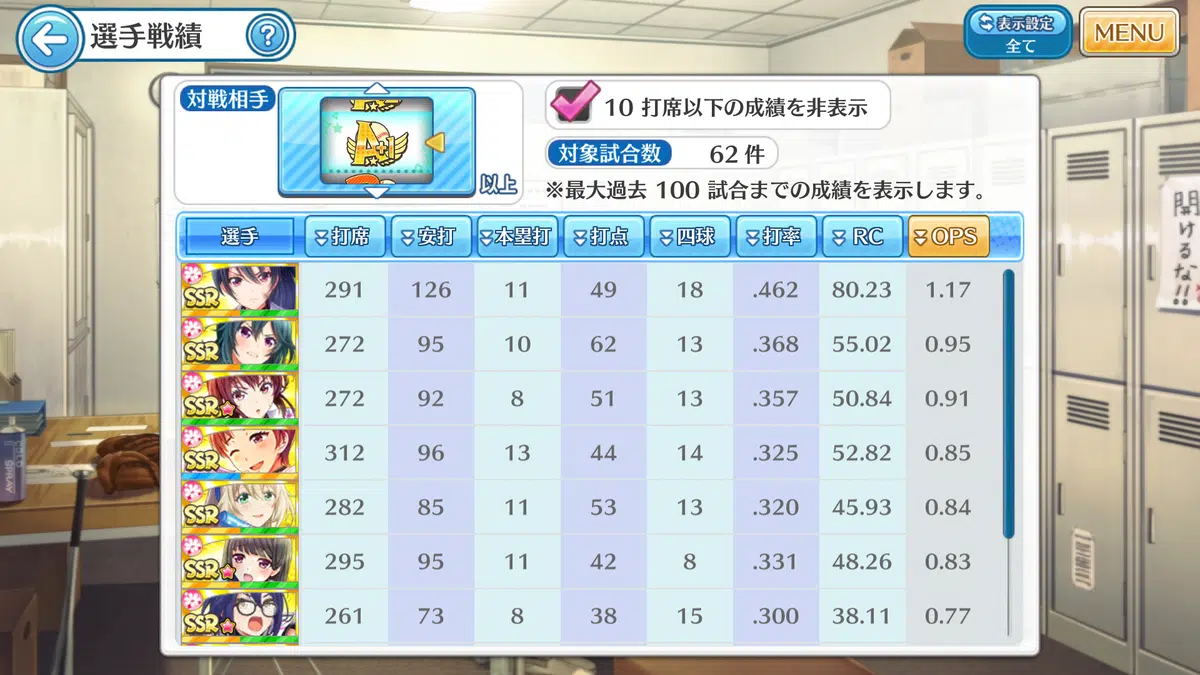 選手戦績
?
表示設定
全て
MENU
対戦相手
A+1
以上
10 打席以下の成績を非表示
対象試合数 62 件
※最大過去 100 試合までの成績を表示します。
選手 打席 安打 本塁打 打点 四球 打率 RC OPS
SSR 291 126 11 49 18 .462 80.23 1.17
SSR 272 95 10 62 13 .368 55.02 0.95
SSR 272 92 8 51 13 .357 50.84 0.91
SSR 312 96 13 44 14 .325 52.82 0.85
SSR 282 85 11 53 13 .320 45.93 0.84
SSR 295 95 11 42 8 .331 48.26 0.83
SSR 261 73 8 38 15 .300 38.11 0.77
開けるな!!
SPRAY